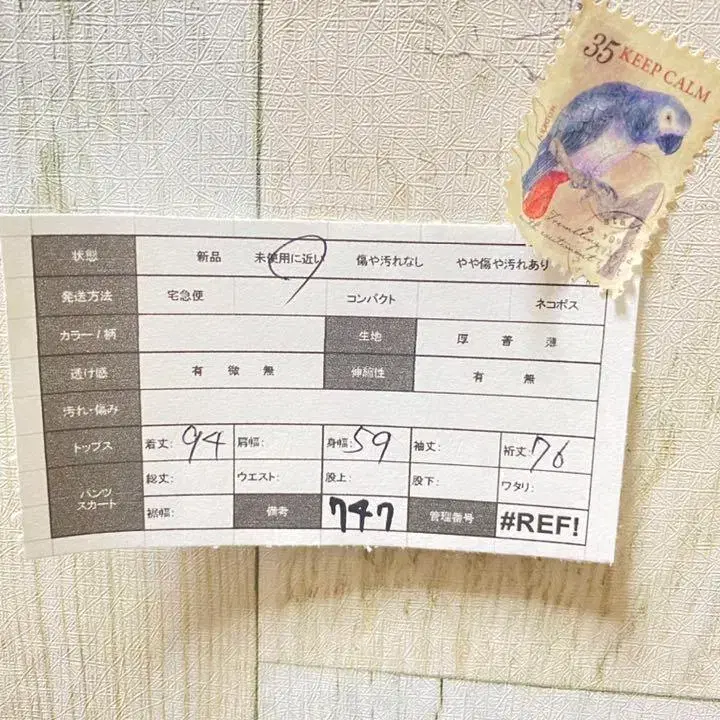 35 KEEP CALM
状態 新品 未使用に近い 傷や汚れなし やや傷や汚れあり
発送方法 宅急便 コンパクト ネコポス
カラー / 柄 生地 厚 普 薄
透け感 有 微 無 伸縮性 有 無
汚れ・傷み
トップス 着丈: 94 肩幅: 身幅: 59 袖丈: 裄丈: 76
パンツ
スカート
総丈: ウエスト: 股上: 股下: ワタリ:
裾幅: 備考 747 管理番号 #REF!